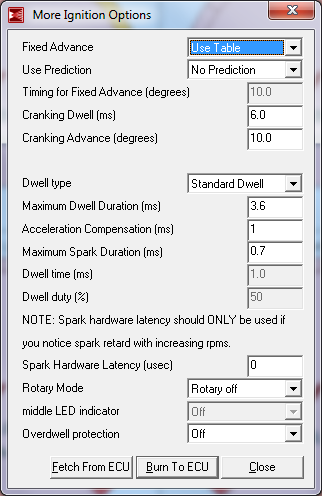 More Ignition Options
Fixed Advance Use Table
Use Prediction No Prediction
Timing for Fixed Advance (degrees) 10.0
Cranking Dwell (ms) 6.0
Cranking Advance (degrees) 10.0
Dwell type Standard Dwell
Maximum Dwell Duration (ms) 3.6
Acceleration Compensation (ms) 1
Maximum Spark Duration (ms) 0.7
Dwell time (ms) 1.0
Dwell duty (%) 50
NOTE: Spark hardware latency should ONLY be used if
you notice spark retard with increasing rpms.
Spark Hardware Latency (usec) 0
Rotary Mode Rotary off
middle LED indicator Off
Overdwell protection Off
Fetch From ECU Burn To ECU Close